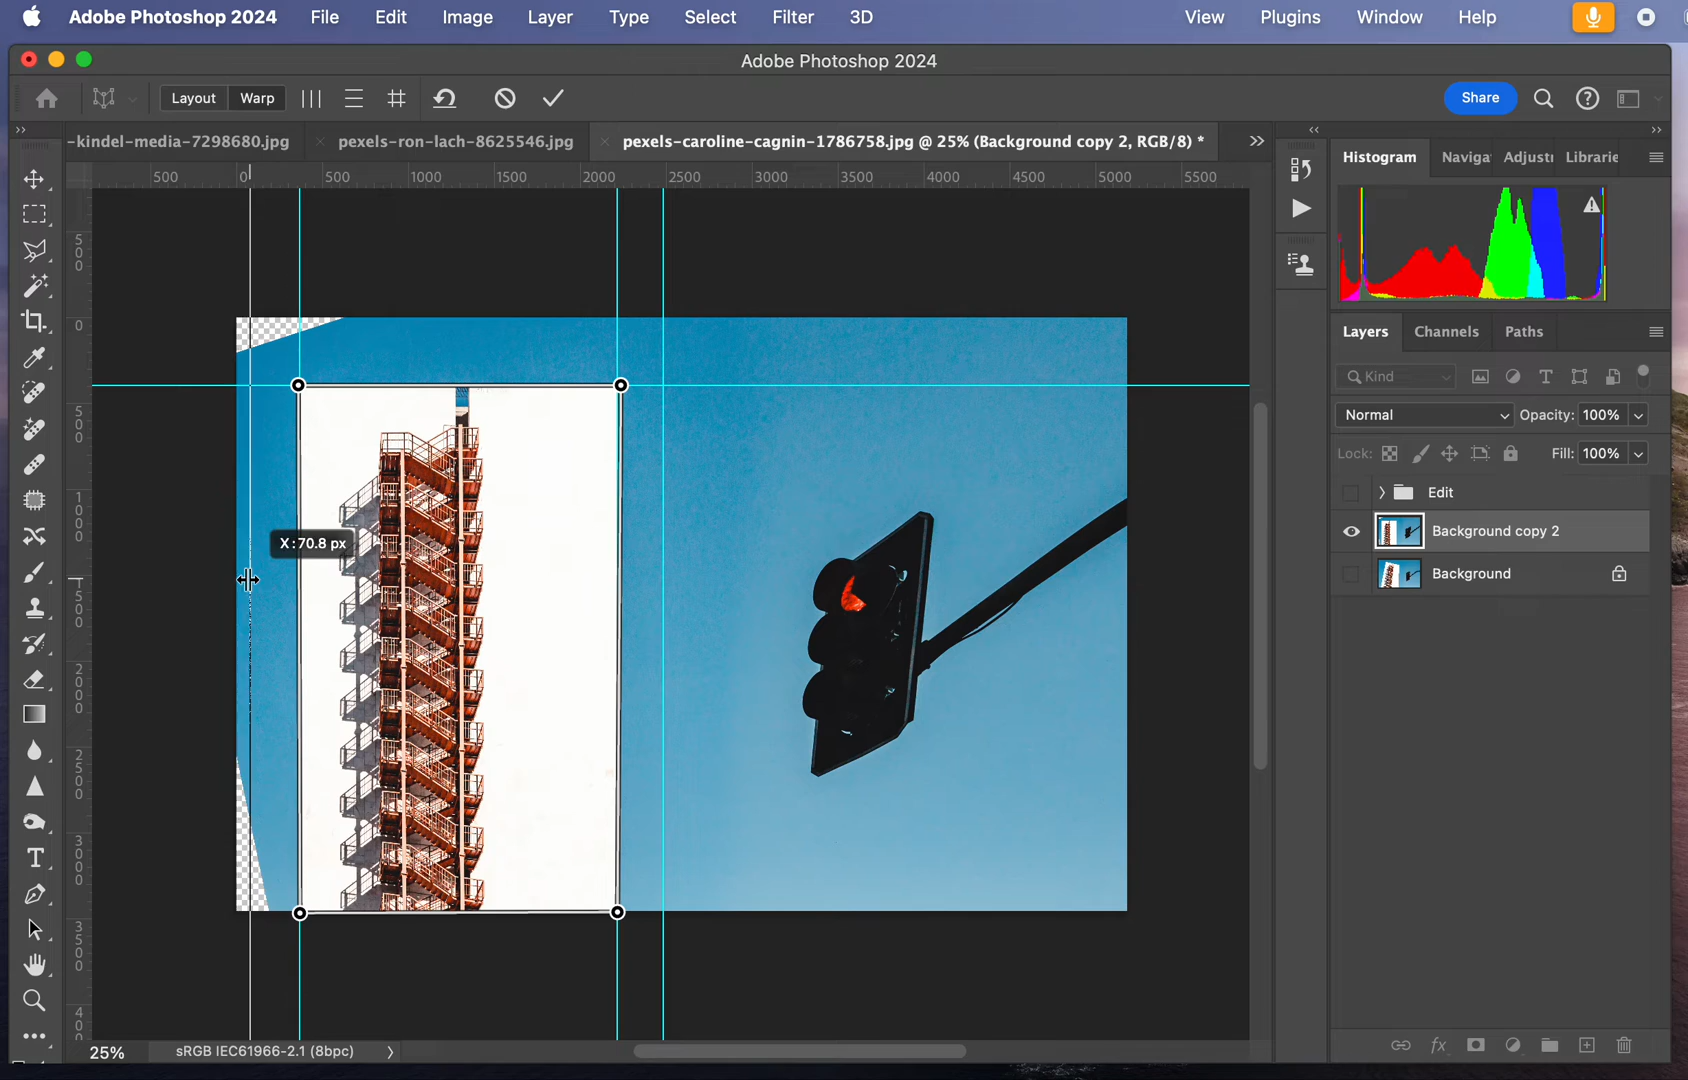 Adobe Photoshop 2024 File Edit Image Layer Type Select Filter 3D View Plugins Window Help
Adobe Photoshop 2024
Layout Warp Share
-kindel-media-7298680.jpg pexels-ron-lach-8625546.jpg pexels-caroline-cagnin-1786758.jpg @ 25% (Background copy 2, RGB/8) *
500 0 500 1000 1500 2000 2500 3000 3500 4000 4500 5000 5500
500
0
500
1000
1500
2000
2500
3000
3500
400
X : 70.8 px
Histogram Naviga Adjustı Librarie
Layers Channels Paths
Kind
Normal Opacity: 100%
Lock: Fill: 100%
Edit
Background copy 2
Background
25% sRGB IEC61966-2.1 (8bpc)